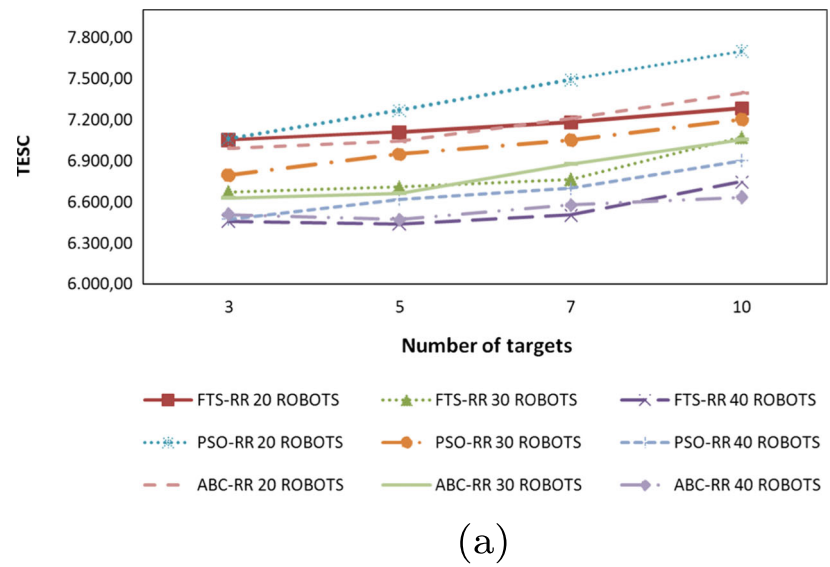 7.800,00
7.500,00
7.200,00
6.900,00
6.600,00
6.300,00
6.000,00
TESC
3 5 7 10
Number of targets
FTS-RR 20 ROBOTS FTS-RR 30 ROBOTS FTS-RR 40 ROBOTS
PSO-RR 20 ROBOTS PSO-RR 30 ROBOTS PSO-RR 40 ROBOTS
ABC-RR 20 ROBOTS ABC-RR 30 ROBOTS ABC-RR 40 ROBOTS
(a)